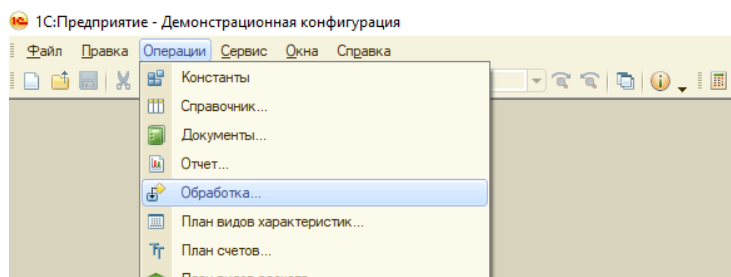 1С:Предприятие - Демонстрационная конфигурация
Файл Правка Операции Сервис Окна Справка
Константы
Справочник...
Документы...
Отчет...
Обработка...
План видов характеристик...
План счетов...